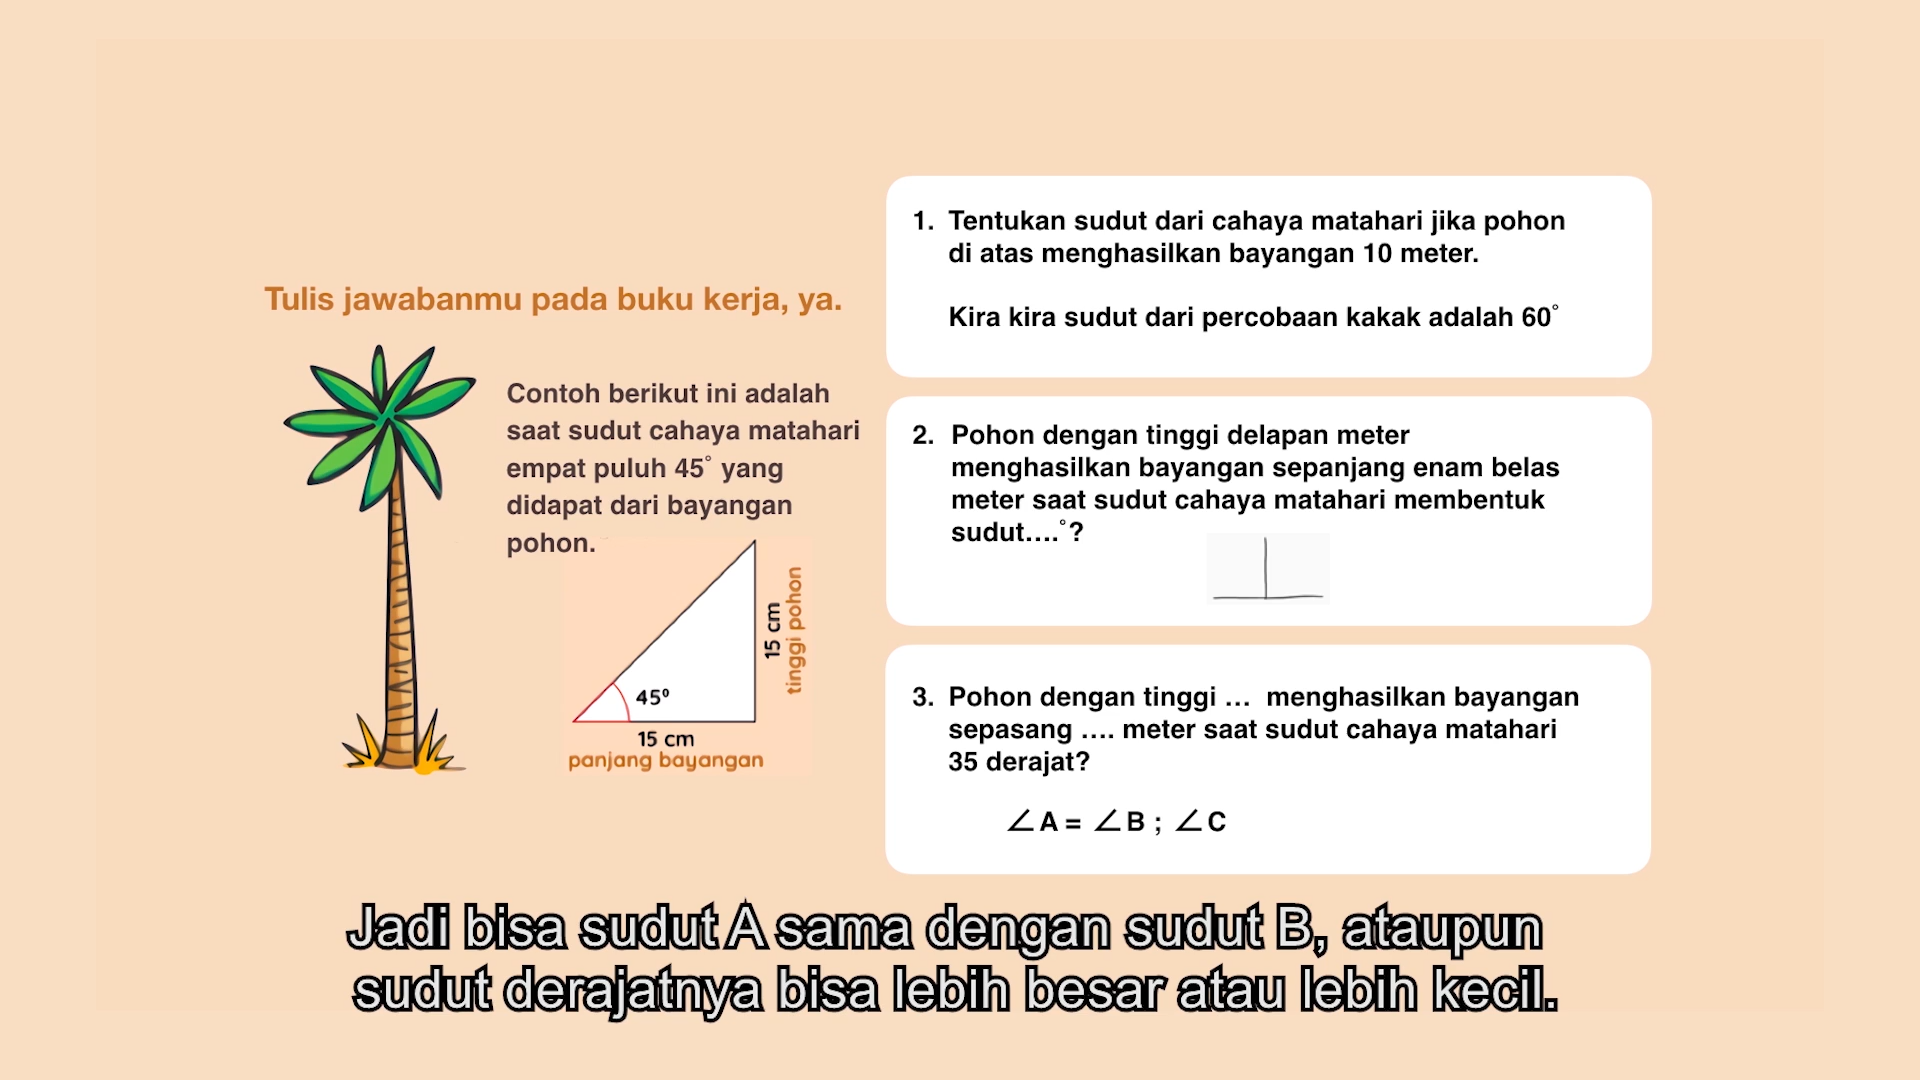 Tulis jawabanmu pada buku kerja, ya.
Contoh berikut ini adalah
saat sudut cahaya matahari
empat puluh 45° yang
didapat dari bayangan
pohon.
45°
15 cm
tinggi pohon
15 cm
panjang bayangan
1. Tentukan sudut dari cahaya matahari jika pohon
di atas menghasilkan bayangan 10 meter.
Kira kira sudut dari percobaan kakak adalah 60°
2. Pohon dengan tinggi delapan meter
menghasilkan bayangan sepanjang enam belas
meter saat sudut cahaya matahari membentuk
sudut....°?
3. Pohon dengan tinggi ... menghasilkan bayangan
sepasang .... meter saat sudut cahaya matahari
35 derajat?
∠A = ∠B ; ∠C
Jadi bisa sudut A sama dengan sudut B, ataupun
sudut derajatnya bisa lebih besar atau lebih kecil.